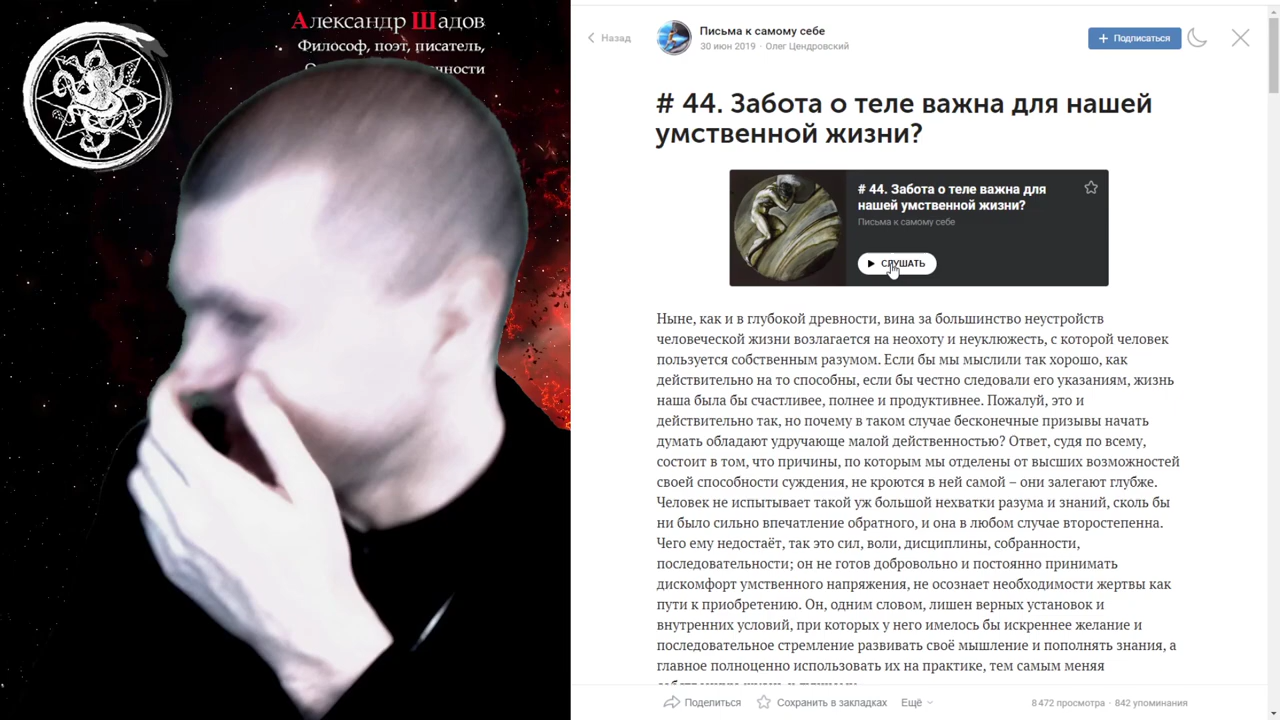 Александр Шадов
Философ, поэт, писатель,
Назад
Письма к самому себе
30 июн 2019 · Олег Цендровский
+ Подписаться
# 44. Забота о теле важна для нашей
умственной жизни?
# 44. Забота о теле важна для
нашей умственной жизни?
Письма к самому себе
СЛУШАТЬ
Ныне, как и в глубокой древности, вина за большинство неустройств
человеческой жизни возлагается на неохоту и неуклюжесть, с которой человек
пользуется собственным разумом. Если бы мы мыслили так хорошо, как
действительно на то способны, если бы честно следовали его указаниям, жизнь
наша была бы счастливее, полнее и продуктивнее. Пожалуй, это и
действительно так, но почему в таком случае бесконечные призывы начать
думать обладают удручающе малой действенностью? Ответ, судя по всему,
состоит в том, что причины, по которым мы отделены от высших возможностей
своей способности суждения, не кроются в ней самой – они залегают глубже.
Человек не испытывает такой уж большой нехватки разума и знаний, сколь бы
ни было сильно впечатление обратного, и она в любом случае второстепенна.
Чего ему недостаёт, так это сил, воли, дисциплины, собранности,
последовательности; он не готов добровольно и постоянно принимать
дискомфорт умственного напряжения, не осознает необходимости жертвы как
пути к приобретению. Он, одним словом, лишен верных установок и
внутренних условий, при которых у него имелось бы искреннее желание и
последовательное стремление развивать своё мышление и пополнять знания, а
главное полноценно использовать их на практике, тем самым меняя
Поделиться
Сохранить в закладках
Ещё
8 472 просмотра · 842 упоминания